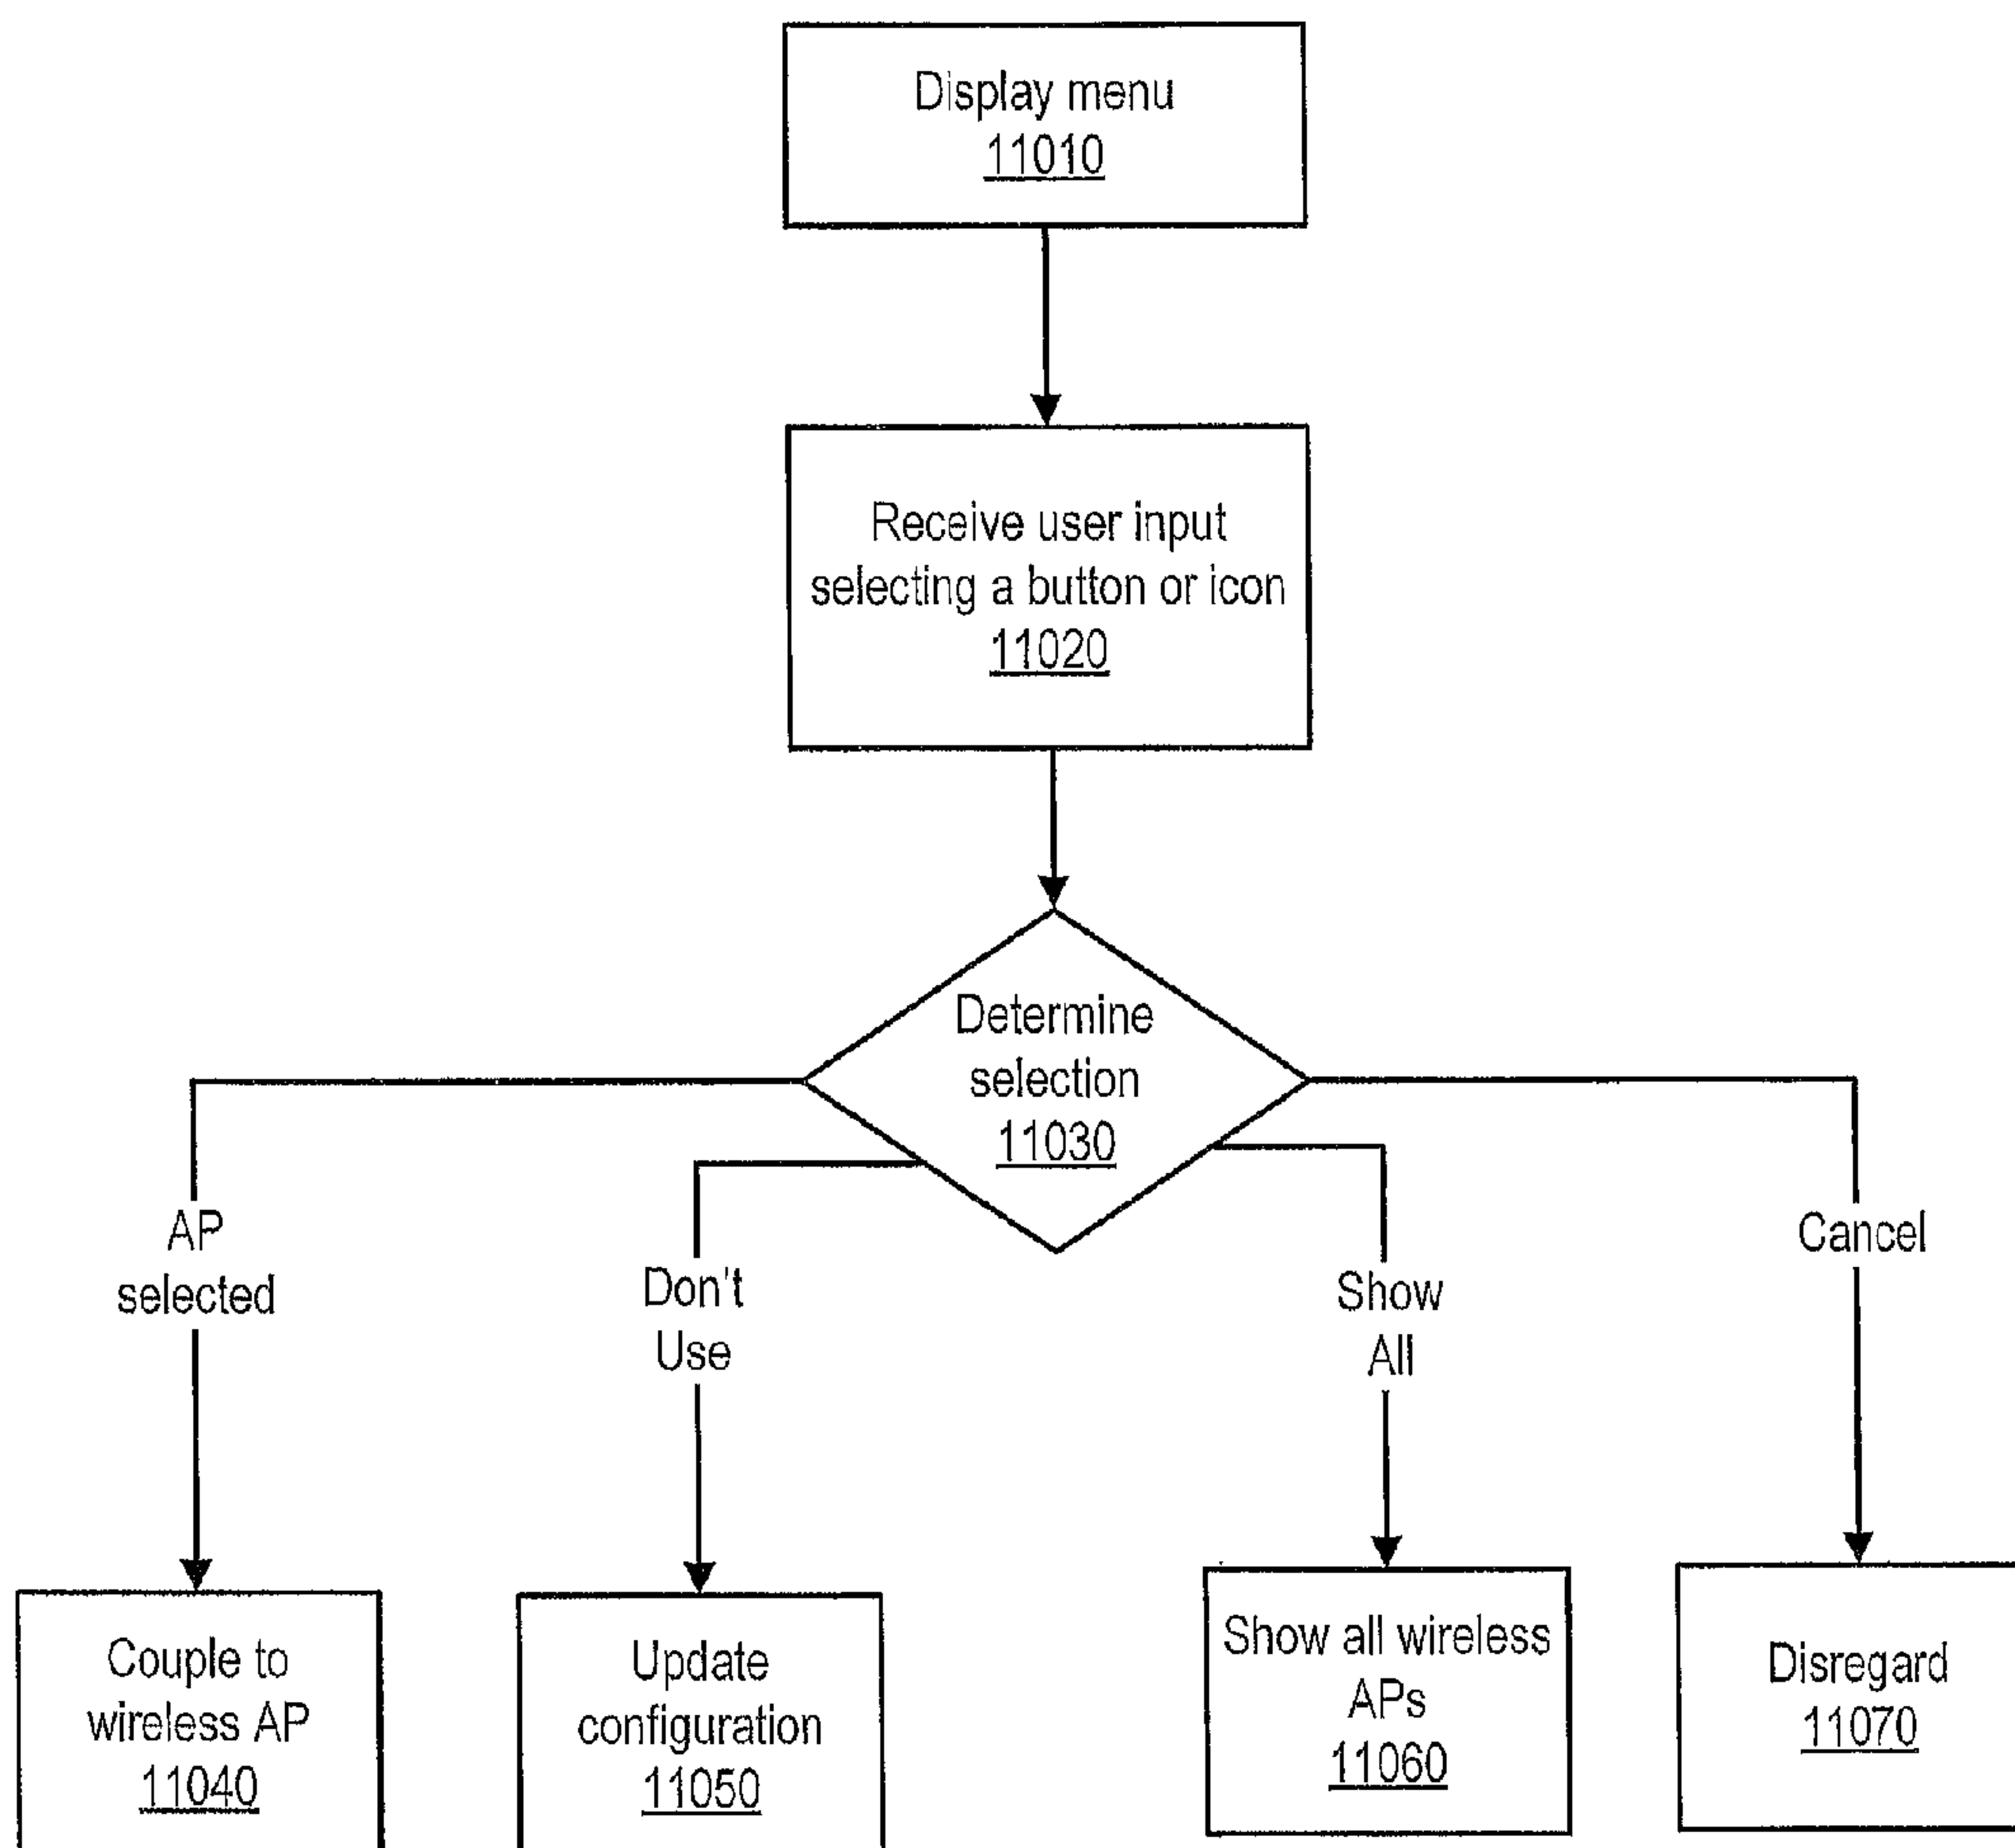 Display menu
11010
Receive user input
selecting a button or icon
11020
Determine
selection
11030
AP
selected
Don't
Use
Show
All
Cancel
Couple to
wireless AP
11040
Update
configuration
11050
Show all wireless
APs
11060
Disregard
11070